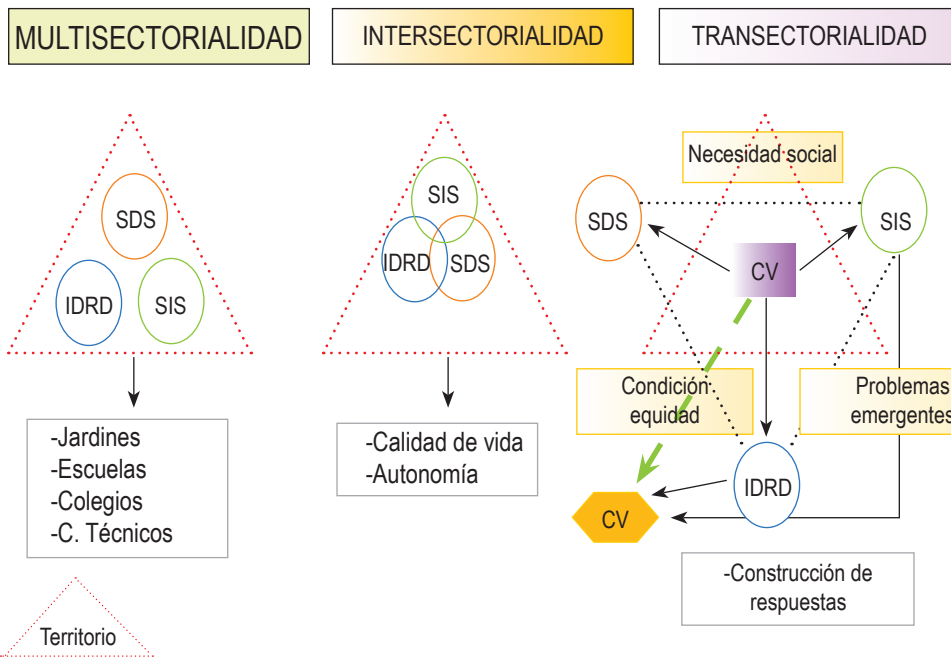 MULTISECTORIALIDAD
INTERSECTORIALIDAD
TRANSECTORIALIDAD
SDS
IDRD
SIS
-Jardines
-Escuelas
-Colegios
-C. Técnicos
Territorio
SIS
IDRD
SDS
-Calidad de vida
-Autonomía
Necesidad social
SDS
SIS
CV
Condición
equidad
Problemas
emergentes
IDRD
CV
-Construcción de
respuestas